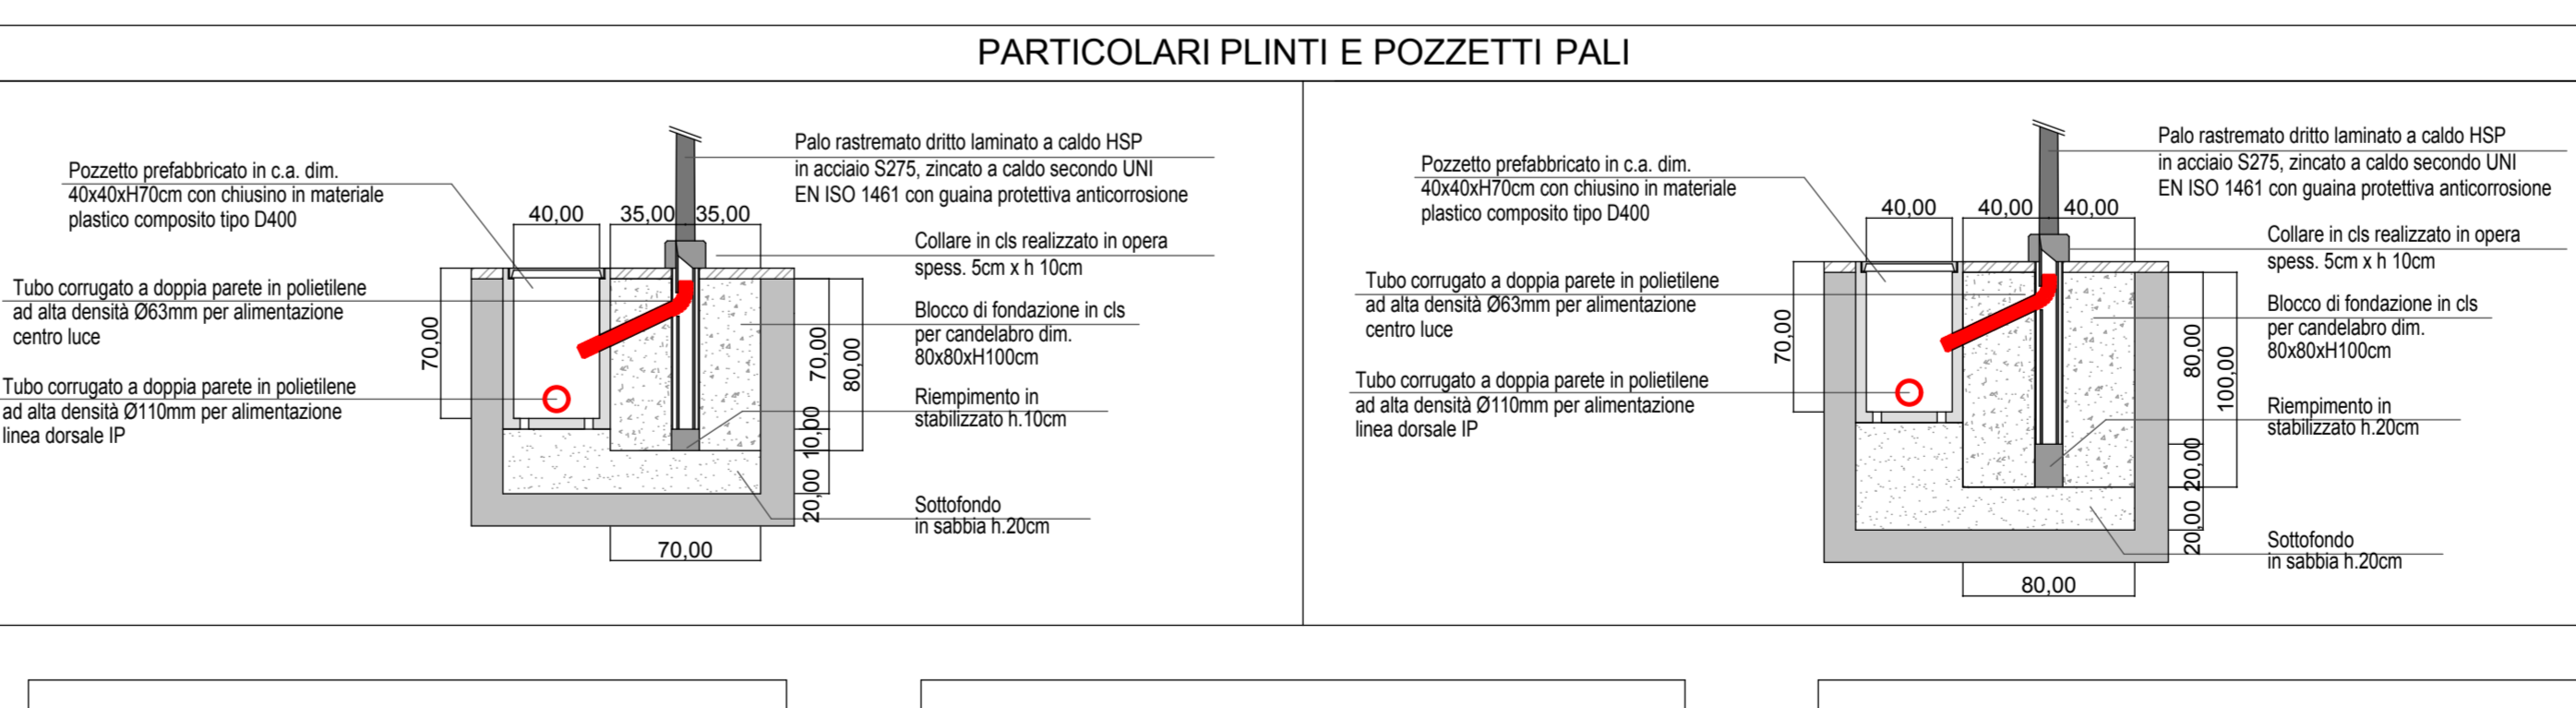 PARTICOLARI PLINTI E POZZETTI PALI
Pozzetto prefabbricato in c.a. dim.
40x40xH70cm con chiusino in materiale
plastico composito tipo D400
Tubo corrugato a doppia parete in polietilene
ad alta densità Ø63mm per alimentazione
centro luce
Tubo corrugato a doppia parete in polietilene
ad alta densità Ø110mm per alimentazione
linea dorsale IP
40,00
35,00
35,00
70,00
70,00
80,00
10,00
20,00
70,00
Palo rastremato dritto laminato a caldo HSP
in acciaio S275, zincato a caldo secondo UNI
EN ISO 1461 con guaina protettiva anticorrosione
Collare in cls realizzato in opera
spess. 5cm x h 10cm
Blocco di fondazione in cls
per candelabro dim.
80x80xH100cm
Riempimento in
stabilizzato h.10cm
Sottofondo
in sabbia h.20cm
Pozzetto prefabbricato in c.a. dim.
40x40xH70cm con chiusino in materiale
plastico composito tipo D400
Tubo corrugato a doppia parete in polietilene
ad alta densità Ø63mm per alimentazione
centro luce
Tubo corrugato a doppia parete in polietilene
ad alta densità Ø110mm per alimentazione
linea dorsale IP
40,00
40,00
40,00
70,00
80,00
100,00
20,00
20,00
80,00
Palo rastremato dritto laminato a caldo HSP
in acciaio S275, zincato a caldo secondo UNI
EN ISO 1461 con guaina protettiva anticorrosione
Collare in cls realizzato in opera
spess. 5cm x h 10cm
Blocco di fondazione in cls
per candelabro dim.
80x80xH100cm
Riempimento in
stabilizzato h.20cm
Sottofondo
in sabbia h.20cm